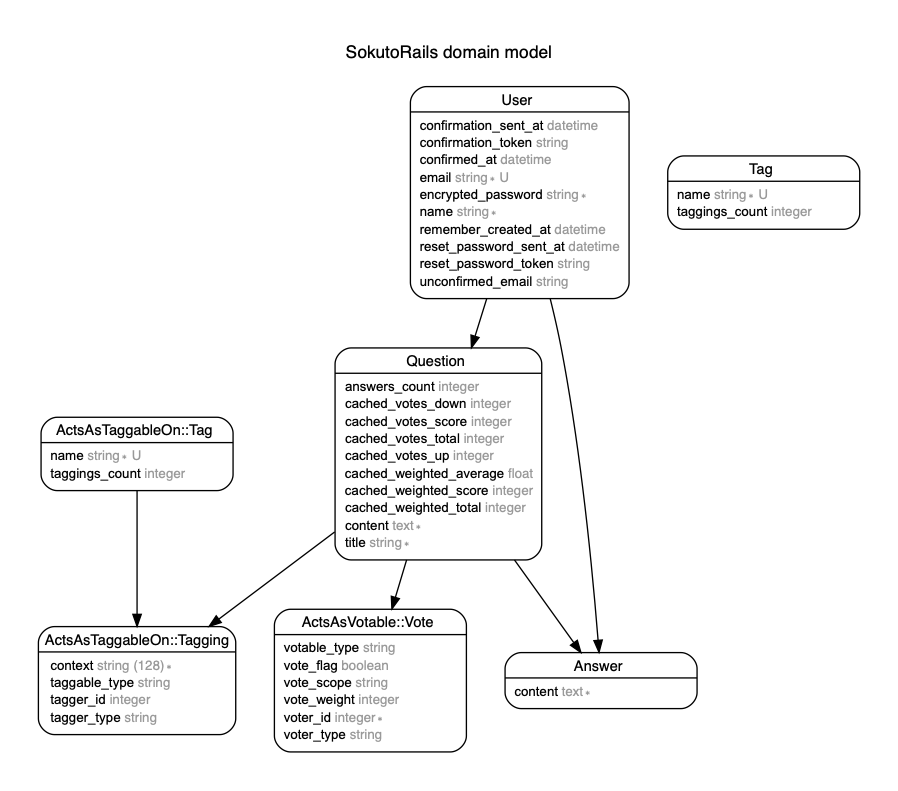 SokutoRails domain model
User
confirmation_sent_at datetime
confirmation_token string
confirmed_at datetime
email string∗ U
encrypted_password string∗
name string∗
remember_created_at datetime
reset_password_sent_at datetime
reset_password_token string
unconfirmed_email string
Tag
name string∗ U
taggings_count integer
Question
answers_count integer
cached_votes_down integer
cached_votes_score integer
cached_votes_total integer
cached_votes_up integer
cached_weighted_average float
cached_weighted_score integer
cached_weighted_total integer
content text∗
title string∗
ActsAsTaggableOn::Tag
name string∗ U
taggings_count integer
ActsAsTaggableOn::Tagging
context string (128)∗
taggable_type string
tagger_id integer
tagger_type string
ActsAsVotable::Vote
votable_type string
vote_flag boolean
vote_scope string
vote_weight integer
voter_id integer∗
voter_type string
Answer
content text∗